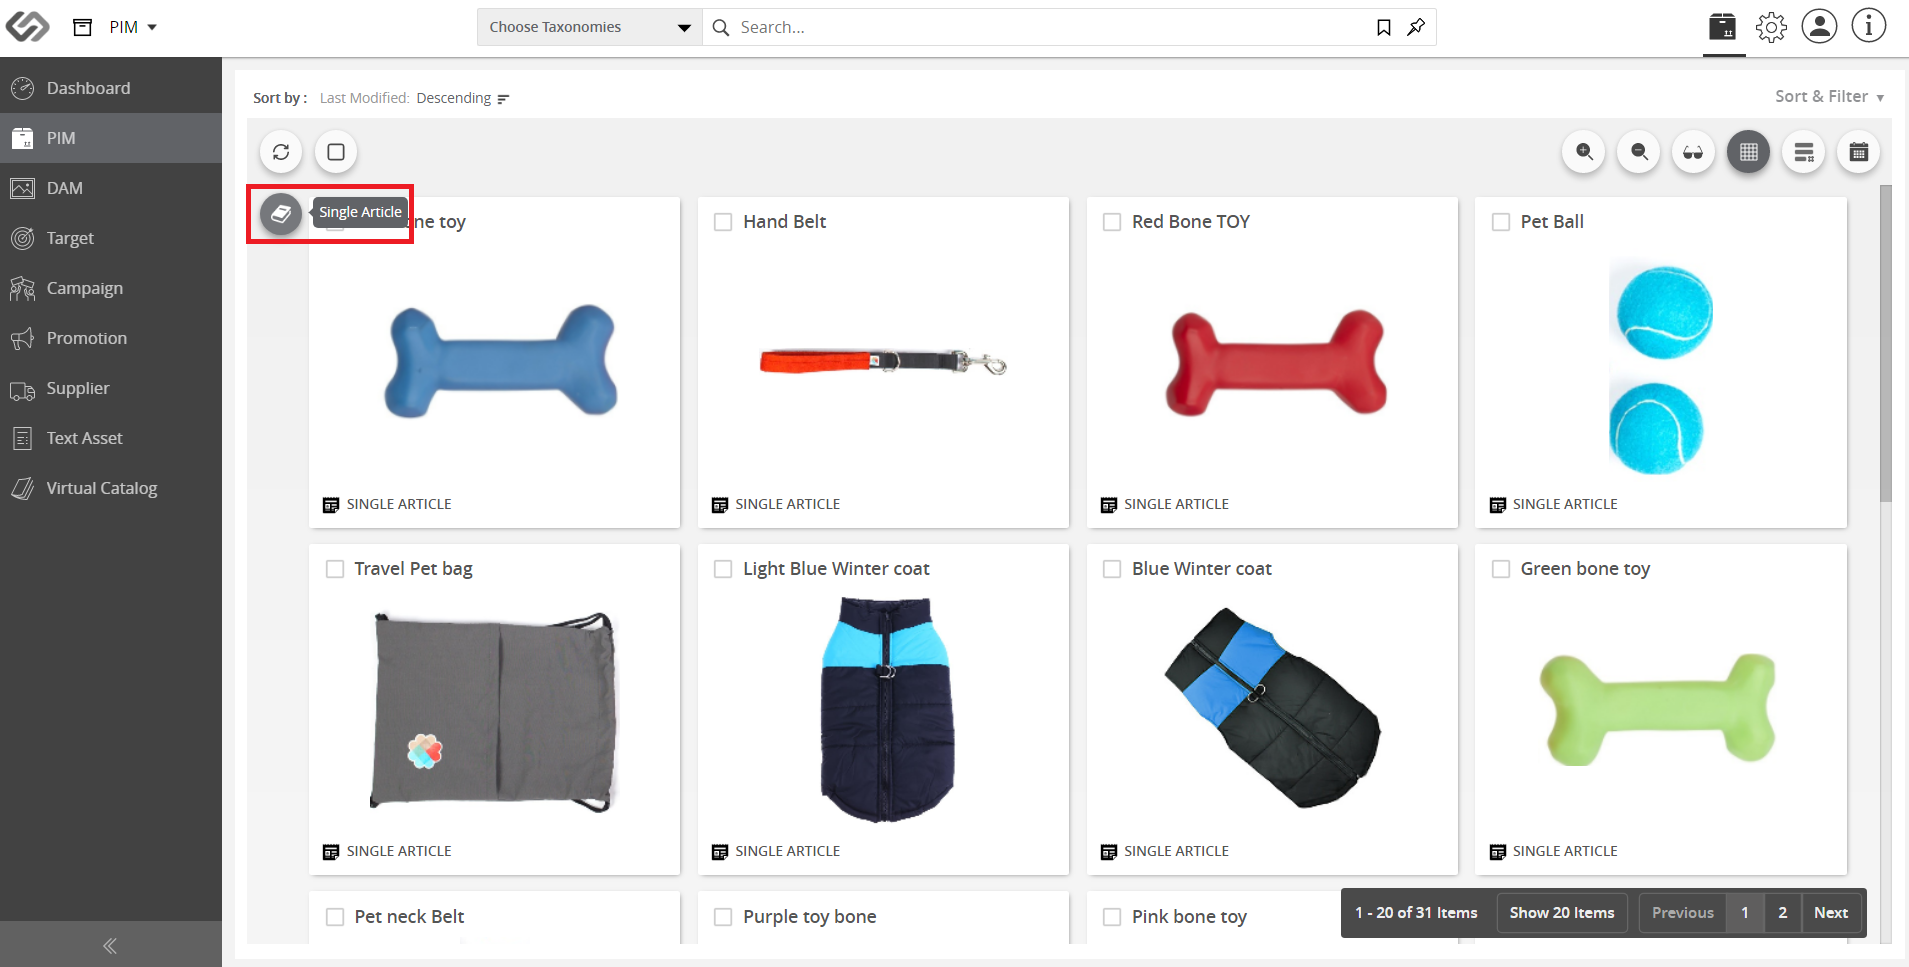 PIM
Choose Taxonomies
Search...
Dashboard
PIM
DAM
Target
Campaign
Promotion
Supplier
Text Asset
Virtual Catalog
Sort by : Last Modified: Descending
Sort & Filter
Single Article
ne toy
Hand Belt
Red Bone TOY
Pet Ball
SINGLE ARTICLE
SINGLE ARTICLE
SINGLE ARTICLE
SINGLE ARTICLE
Travel Pet bag
Light Blue Winter coat
Blue Winter coat
Green bone toy
SINGLE ARTICLE
SINGLE ARTICLE
SINGLE ARTICLE
SINGLE ARTICLE
Pet neck Belt
Purple toy bone
Pink bone toy
1 - 20 of 31 Items
Show 20 Items
Previous 1 2 Next